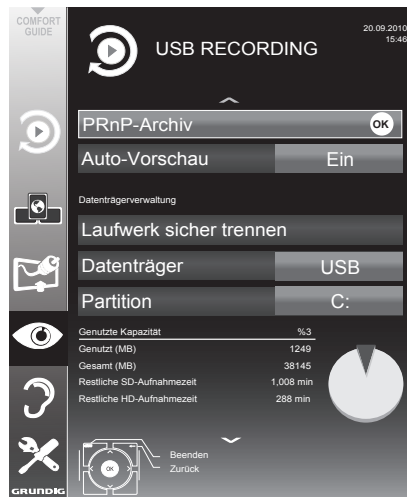 COMFORT
GUIDE
USB RECORDING
20.09.2010
15:46
PRnP-Archiv OK
Auto-Vorschau Ein
Datenträgerverwaltung
Laufwerk sicher trennen
Datenträger USB
Partition C:
Genutzte Kapazität %3
Genutzt (MB) 1249
Gesamt (MB) 38145
Restliche SD-Aufnahmezeit 1,008 min
Restliche HD-Aufnahmezeit 288 min
OK
Beenden
Zurück
GRUNDIG